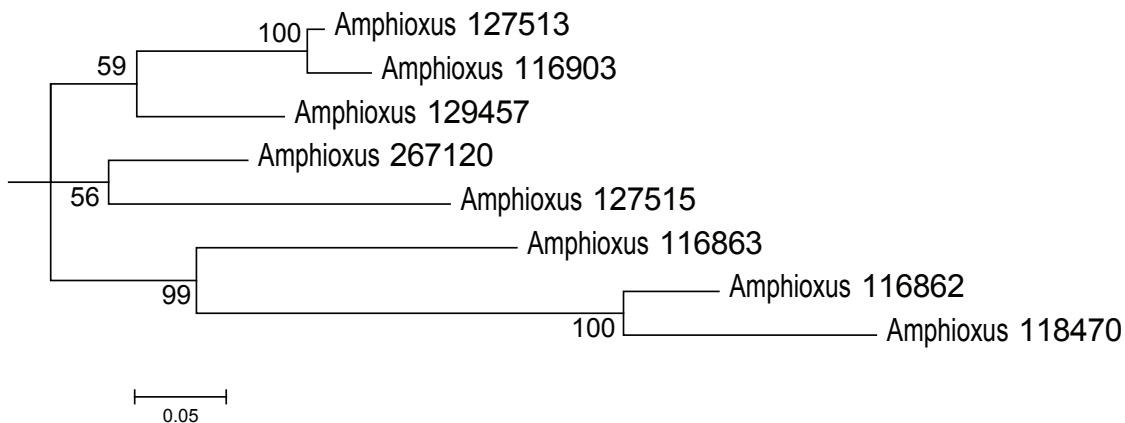 Amphioxus 127513
100
Amphioxus 116903
59
Amphioxus 129457
Amphioxus 267120
56
Amphioxus 127515
Amphioxus 116863
99
Amphioxus 116862
100
Amphioxus 118470
0.05